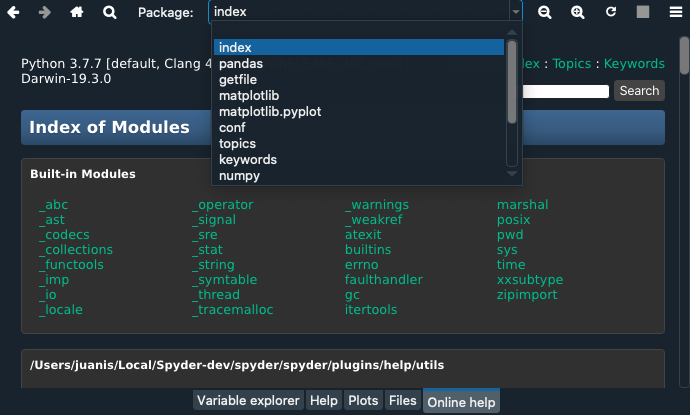 Package: index
index
pandas
getfile
matplotlib
matplotlib.pyplot
conf
topics
keywords
numpy
Python 3.7.7 [default, Clang
Darwin-19.3.0
: Topics : Keywords
Search
Index of Modules
Built-in Modules
_abc _operator _warnings marshal
_ast _signal _weakref posix
_codecs _sre atexit pwd
_collections _stat builtins sys
_functools _string errno time
_imp _symtable faulthandler xxsubtype
_io _thread gc zipimport
_locale _tracemalloc itertools
/Users/juanis/Local/Spyder-dev/spyder/spyder/plugins/help/utils
Variable explorer Help Plots Files Online help